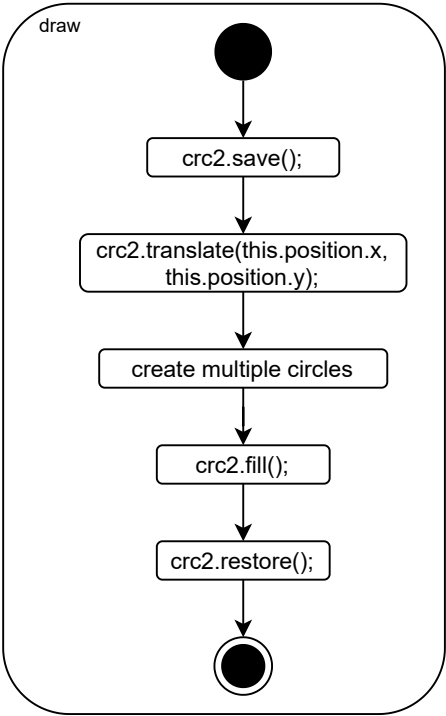 draw
crc2.save();
crc2.translate(this.position.x,
this.position.y);
create multiple circles
crc2.fill();
crc2.restore();